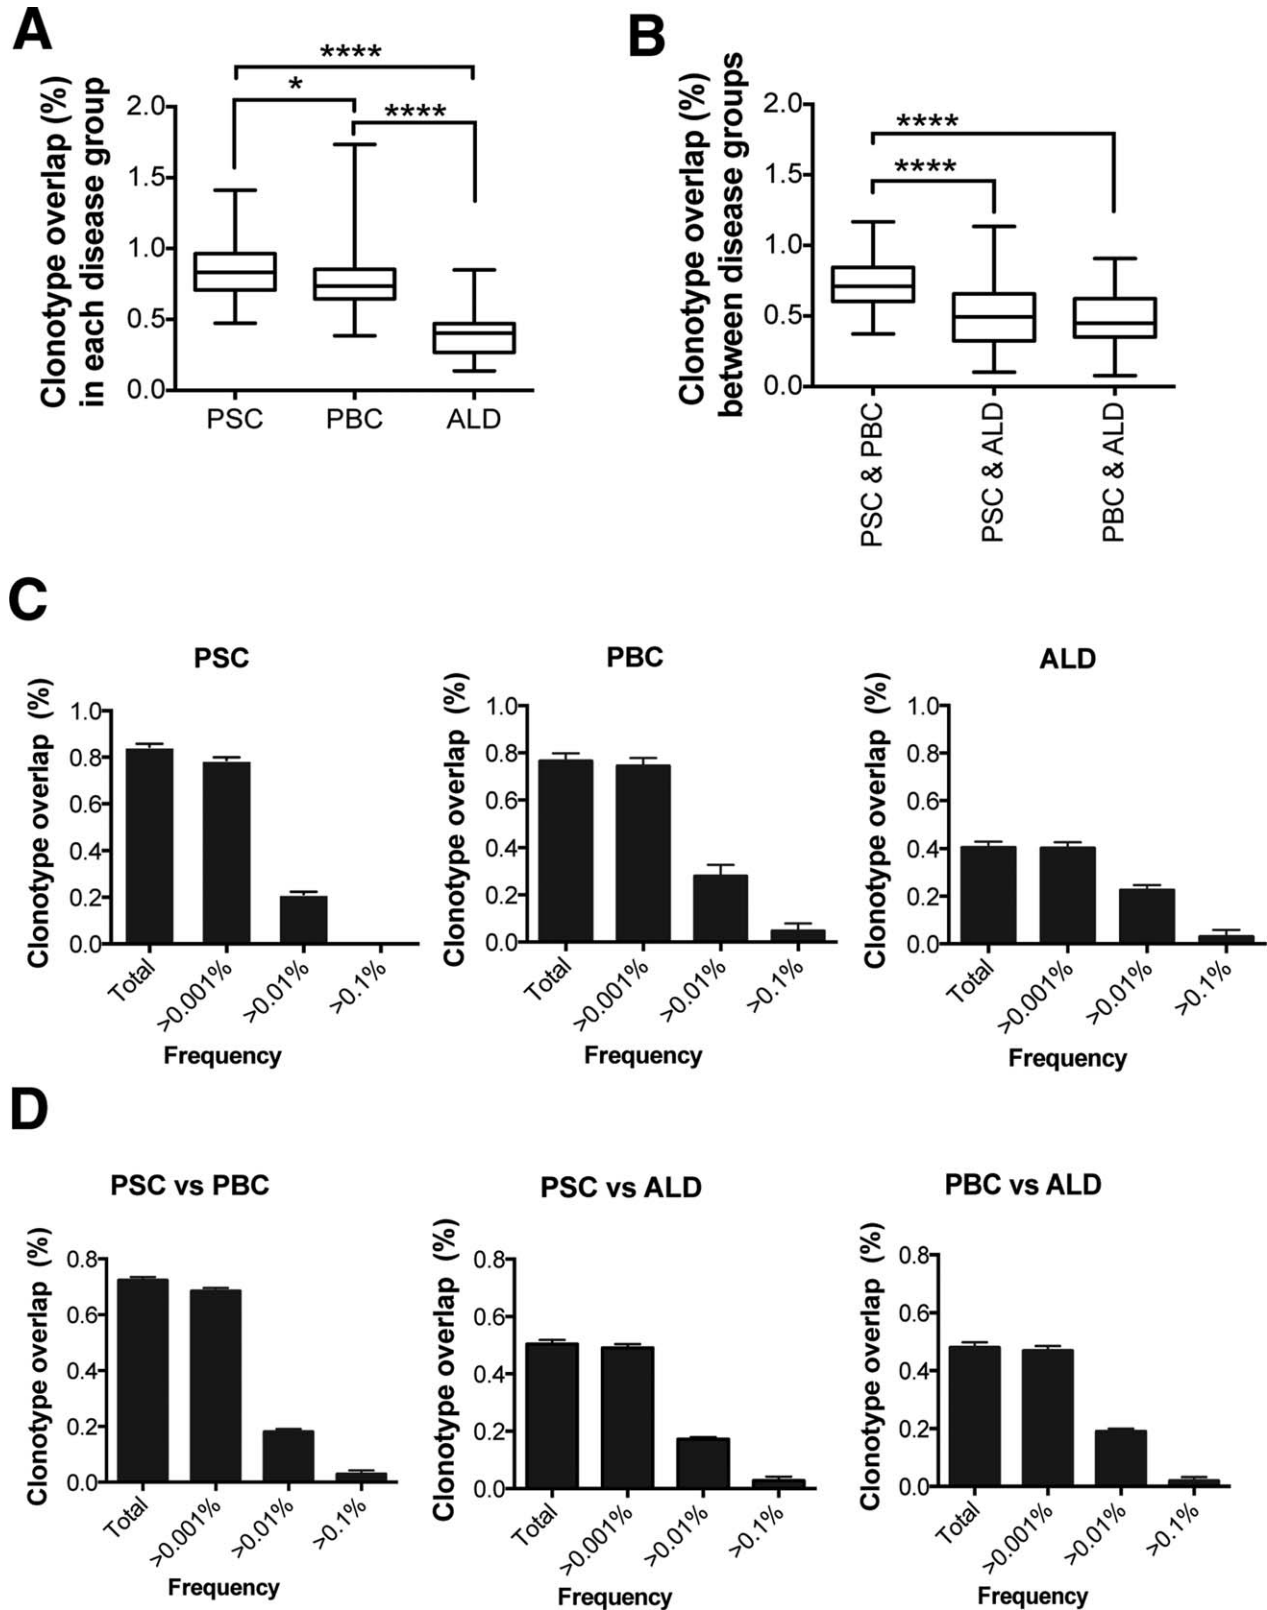 A
Clonotype overlap (%)
in each disease group
2.0
1.5
1.0
0.5
0.0
****
*
****
PSC
PBC
ALD
B
Clonotype overlap (%)
between disease groups
2.0
1.5
1.0
0.5
0.0
****
****
PSC & PBC
PSC & ALD
PBC & ALD
C
PSC
Clonotype overlap (%)
1.0
0.8
0.6
0.4
0.2
0.0
Total
>0.001%
>0.01%
>0.1%
Frequency
PBC
Clonotype overlap (%)
1.0
0.8
0.6
0.4
0.2
0.0
Total
>0.001%
>0.01%
>0.1%
Frequency
ALD
Clonotype overlap (%)
1.0
0.8
0.6
0.4
0.2
0.0
Total
>0.001%
>0.01%
>0.1%
Frequency
D
PSC vs PBC
Clonotype overlap (%)
0.8
0.6
0.4
0.2
0.0
Total
>0.001%
>0.01%
>0.1%
Frequency
PSC vs ALD
Clonotype overlap (%)
0.8
0.6
0.4
0.2
0.0
Total
>0.001%
>0.01%
>0.1%
Frequency
PBC vs ALD
Clonotype overlap (%)
0.8
0.6
0.4
0.2
0.0
Total
>0.001%
>0.01%
>0.1%
Frequency